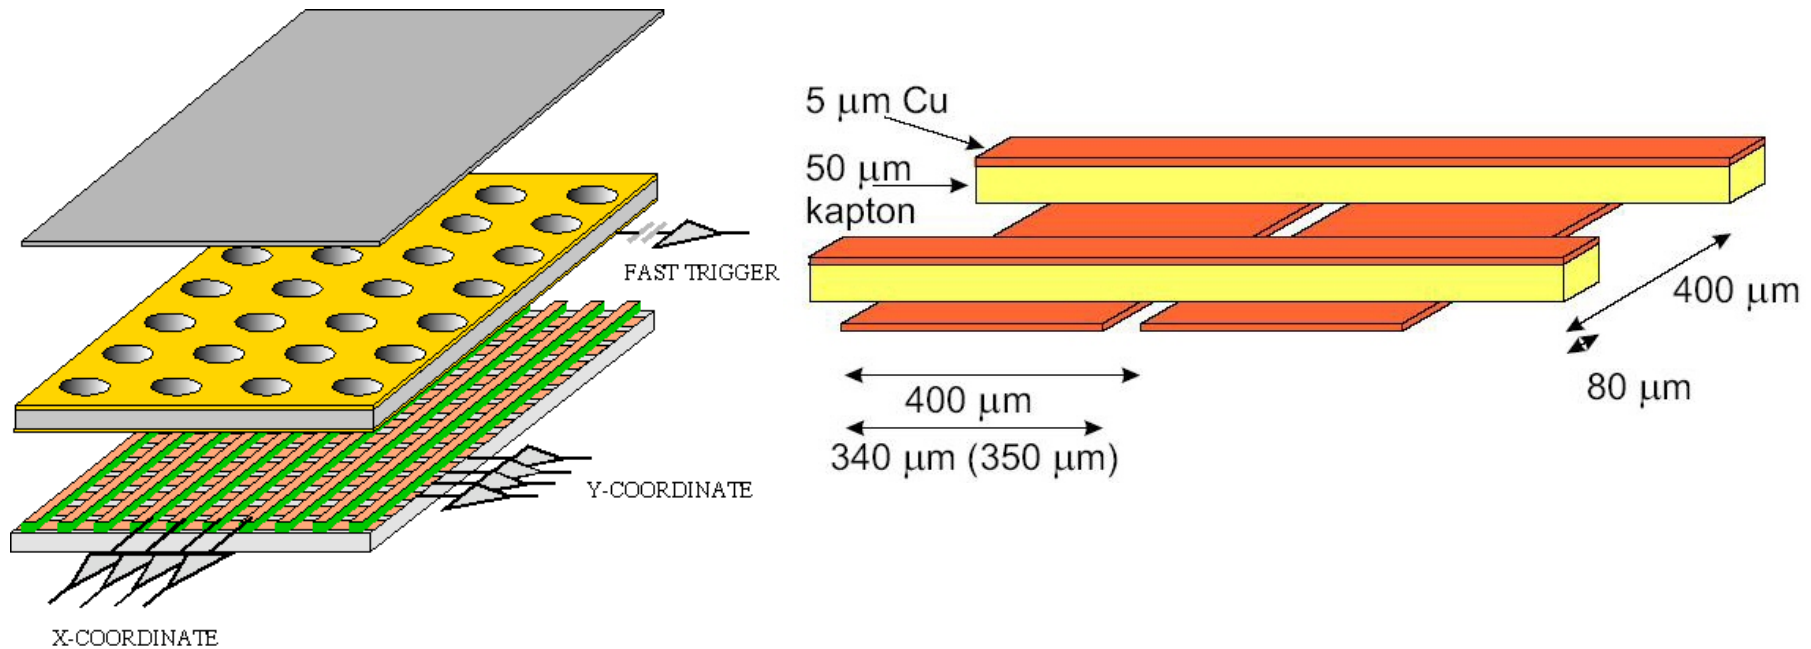 FAST TRIGGER
Y-COORDINATE
X-COORDINATE
5 μm Cu
50 μm
kapton
400 μm
80 μm
400 μm
340 μm (350 μm)